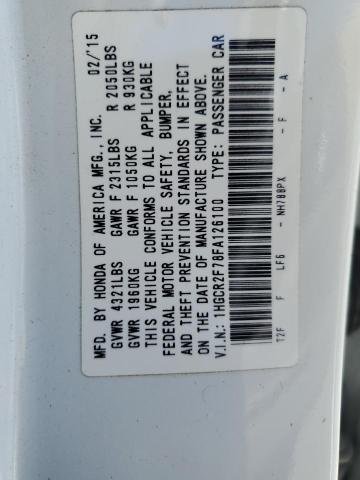 MFD. BY HONDA OF AMERICA MFG., INC. 02/'15
GVWR 4321LBS GAWR F 2315LBS R 2050LBS
GVWR 1960KG GAWR F 1050KG R 930KG
THIS VEHICLE CONFORMS TO ALL APPLICABLE
FEDERAL MOTOR VEHICLE SAFETY, BUMPER,
AND THEFT PREVENTION STANDARDS IN EFFECT
ON THE DATE OF MANUFACTURE SHOWN ABOVE.
V.I.N.: 1HGCR2F78FA126100 TYPE: PASSENGER CAR
T2F F LF6 - NH788PX - F - A